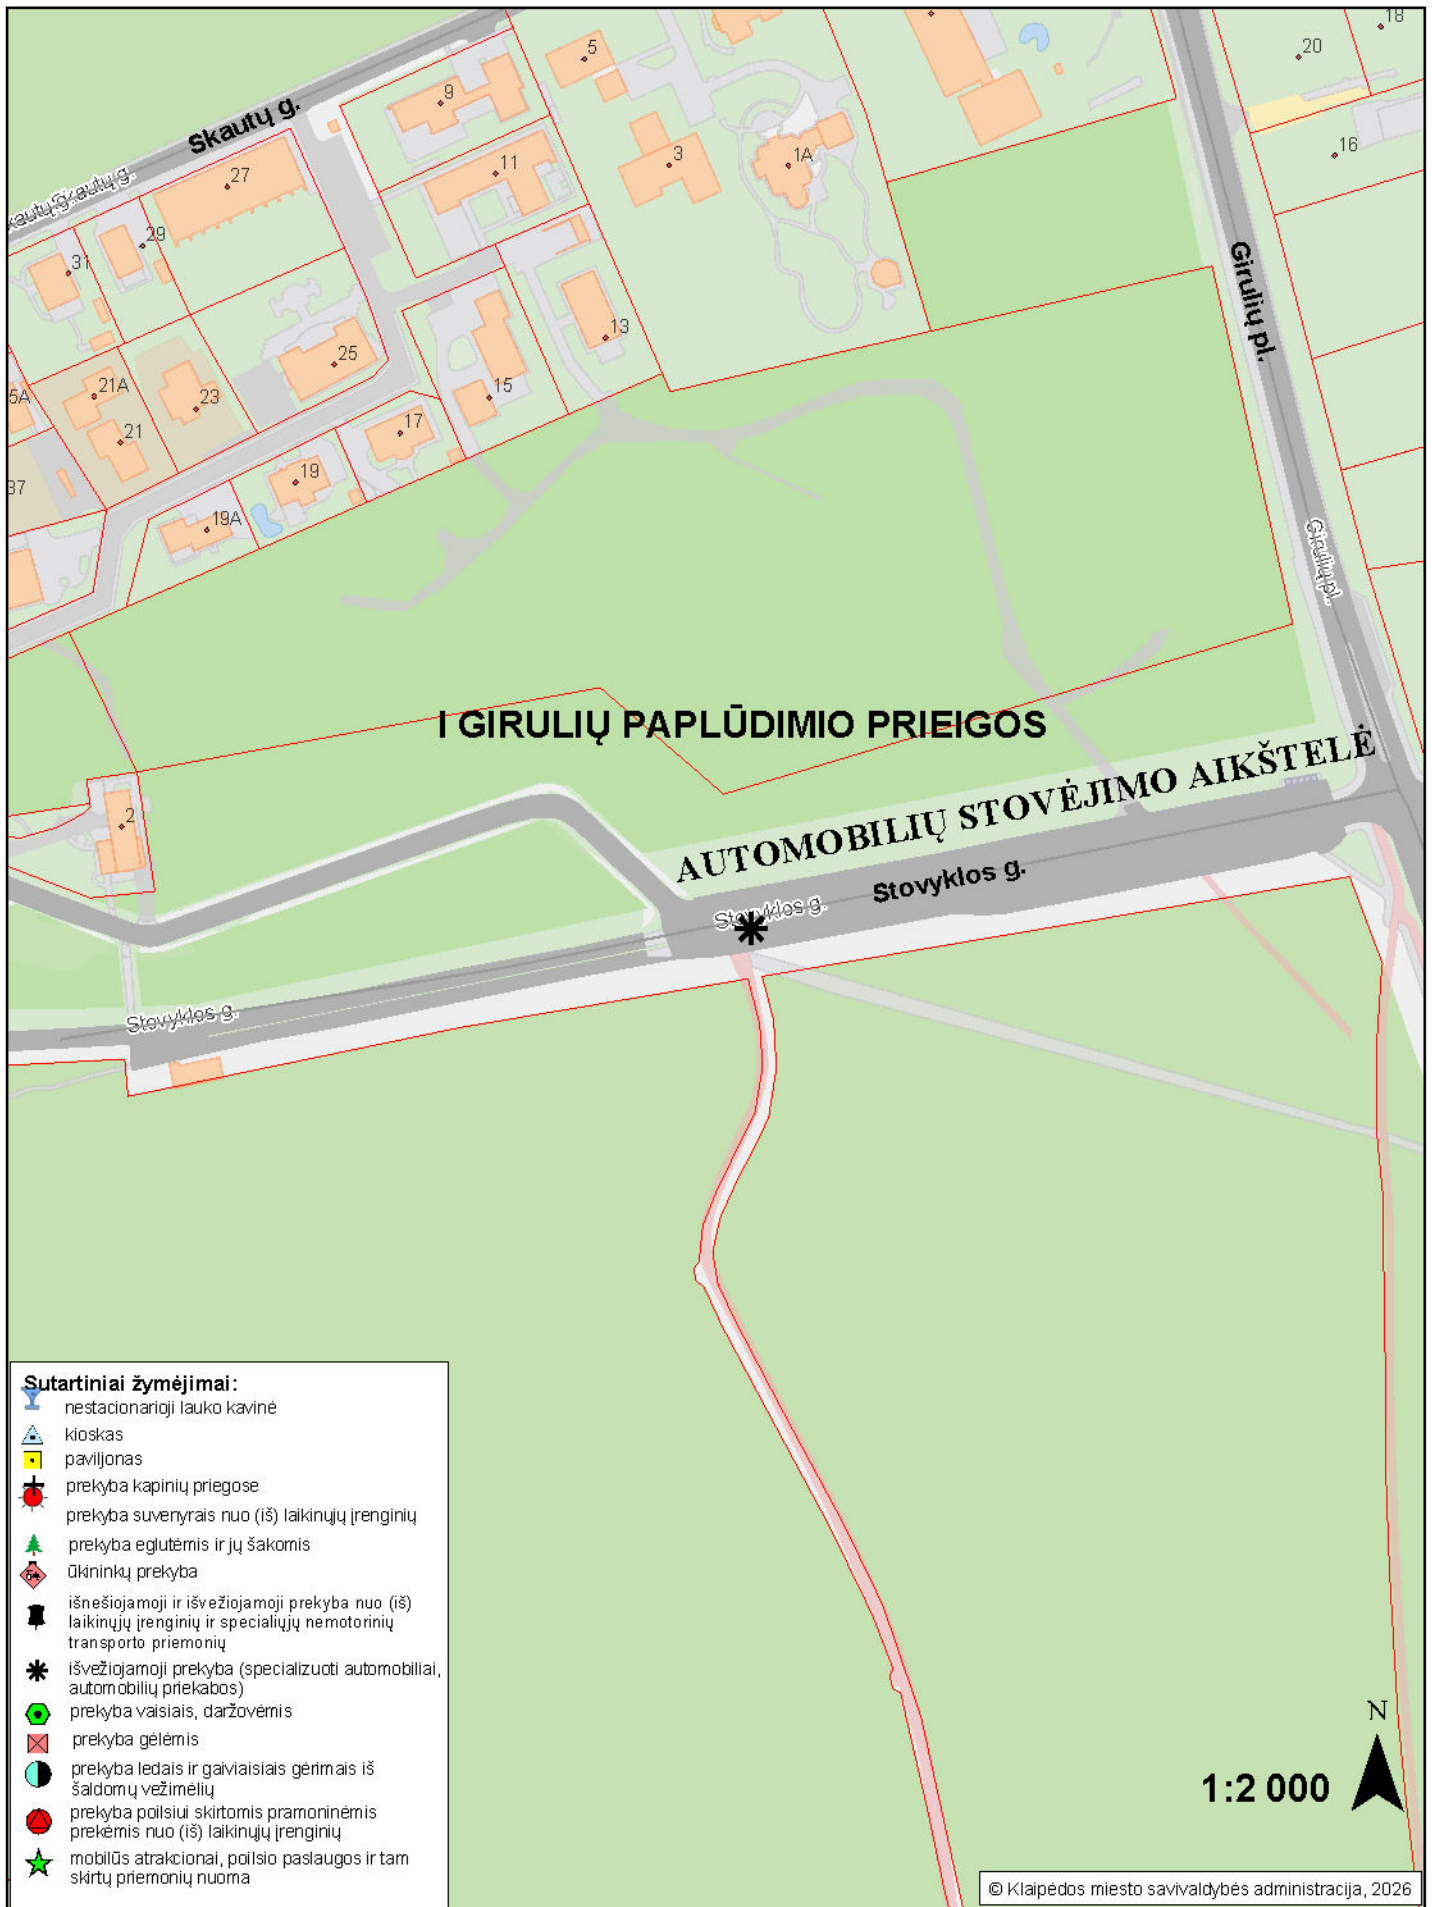 18
20
5
9
Skautų g.
16
11
3
1A
27
29
31
Girulių pl.
13
25
15
21A
5A
23
17
21
19
37
19A
Girulių pl.
I GIRULIŲ PAPLŪDIMIO PRIEIGOS
AUTOMOBILIŲ STOVĖJIMO AIKŠTELĖ
2
Stovyklos g.
Stovyklos g.
Stovyklos g.
Sutartiniai žymėjimai:
nestacionarioji lauko kavinė
kioskas
paviljonas
prekyba kapinių priegose
prekyba suvenyrais nuo (iš) laikinųjų įrenginių
prekyba eglutėmis ir jų šakomis
ūkininkų prekyba
išnešiojamoji ir išvežiojamoji prekyba nuo (iš)
laikinųjų įrenginių ir specialiųjų nemotorinių
transporto priemonių
išvežiojamoji prekyba (specializuoti automobiliai,
automobilių priekabos)
prekyba vaisiais, daržovėmis
prekyba gėlėmis
prekyba ledais ir gaiviaisiais gėrimais iš
šaldomų vežimėlių
prekyba poilsiui skirtomis pramoninėmis
prekėmis nuo (iš) laikinųjų įrenginių
mobilūs atrakcionai, poilsio paslaugos ir tam
skirtų priemonių nuoma
N
1:2 000
© Klaipėdos miesto savivaldybės administracija, 2026